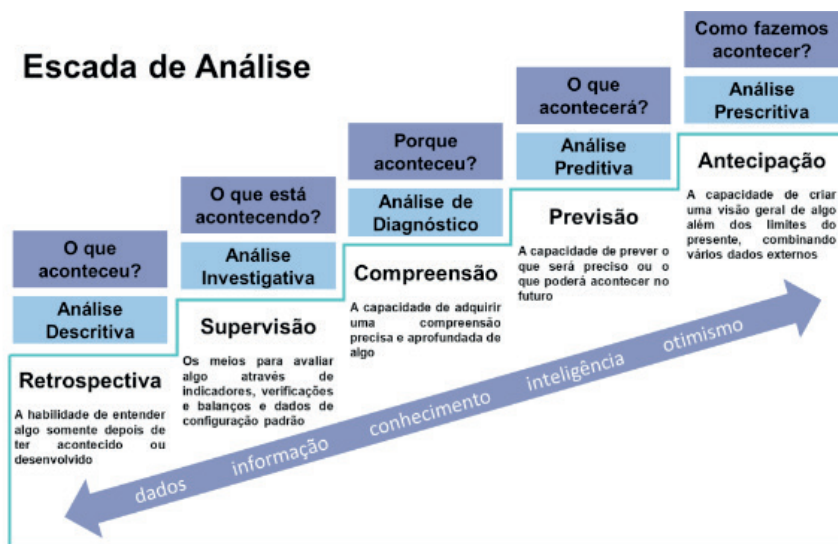 Escada de Análise
O que
aconteceu?
Análise
Descritiva
Retrospectiva
A habilidade de entender
algo somente depois de
ter acontecido ou
desenvolvido
O que está
acontecendo?
Análise
Investigativa
Supervisão
Os meios para avaliar
algo através de
indicadores, verificações
e balanços e dados de
configuração padrão
Porque
aconteceu?
Análise de
Diagnóstico
Compreensão
A capacidade de adquirir
uma compreensão
precisa e aprofundada de
algo
O que
acontecerá?
Análise
Preditiva
Previsão
A capacidade de prever o
que será preciso ou o
que poderá acontecer no
futuro
Como fazemos
acontecer?
Análise
Prescritiva
Antecipação
A capacidade de criar
uma visão geral de algo
além dos limites do
presente, combinando
vários dados externos
dados informação conhecimento inteligência otimismo